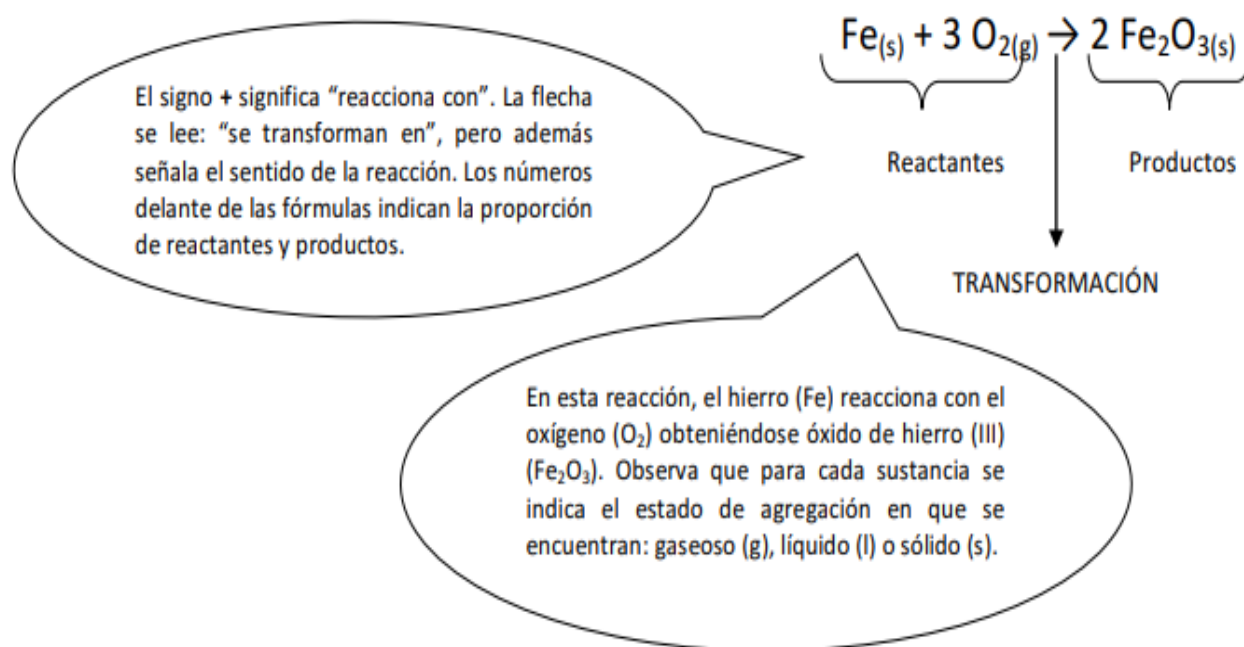 Fe(s) + 3 O2(g) → 2 Fe2O3(s)
Reactantes Productos
TRANSFORMACIÓN
El signo + significa “reacciona con”. La flecha
se lee: “se transforman en”, pero además
señala el sentido de la reacción. Los números
delante de las fórmulas indican la proporción
de reactantes y productos.
En esta reacción, el hierro (Fe) reacciona con el
oxígeno (O2) obteniéndose óxido de hierro (III)
(Fe2O3). Observa que para cada sustancia se
indica el estado de agregación en que se
encuentran: gaseoso (g), líquido (l) o sólido (s).